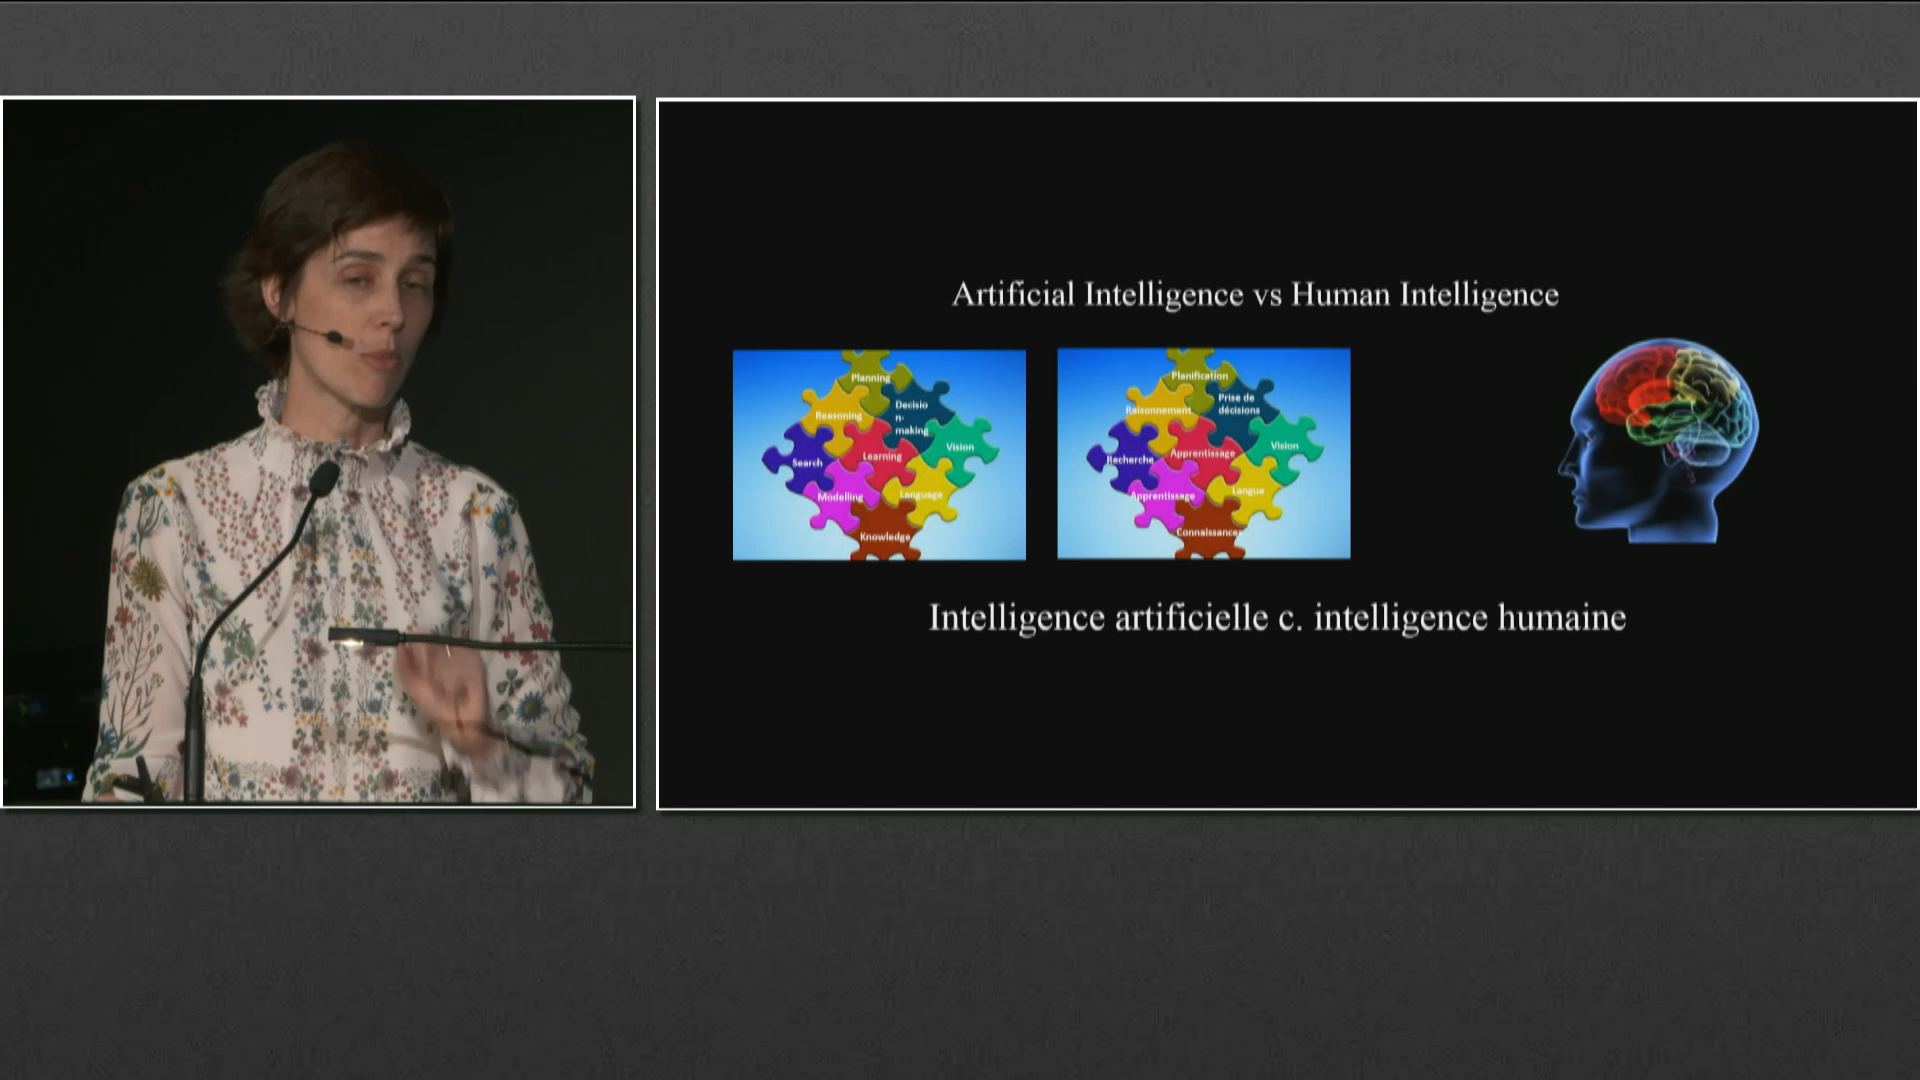 Artificial Intelligence vs Human Intelligence
Planning
Reasoning
Decisio
n-
making
Vision
Search
Learning
Modelling
Language
Knowledge
Planification
Raisonnement
Prise de
décisions
Vision
Recherche
Apprentissage
Apprentissage
Langue
Connaissances
Intelligence artificielle c. intelligence humaine